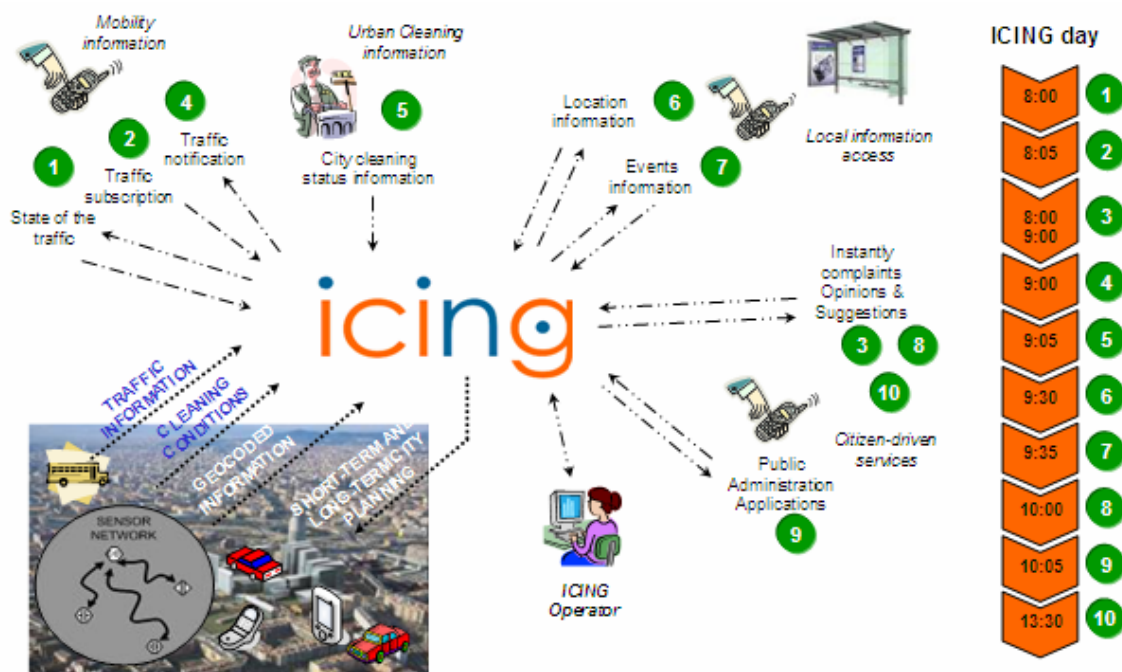 Mobility
information
4
2
Traffic
notification
1
Traffic
subscription
State of the
traffic
Urban Cleaning
information
5
City cleaning
status information
Location
information
6
Events
information
7
Local information
access
icing
Instantly
complaints
Opinions &
Suggestions
3
8
10
Citizen-driven
services
Public
Administration
Applications
9
ICING
Operator
TRAFFIC
INFORMATION
CLEANING
CONDITIONS
GEOCODED
INFORMATION
SHORT TERM AND
LONG TERM CITY
PLANNING
SENSOR
NETWORK
ICING day
8:00 1
8:05 2
8:00
9:00 3
9:00 4
9:05 5
9:30 6
9:35 7
10:00 8
10:05 9
13:30 10